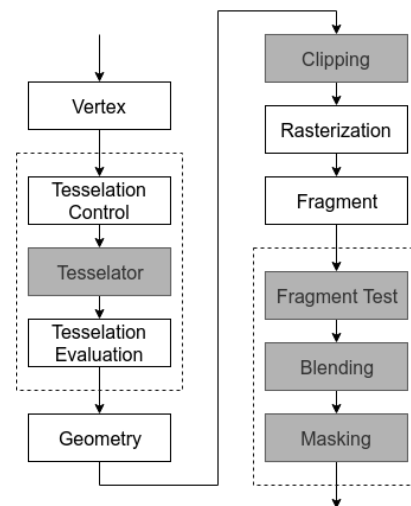 Vertex
Tesselation
Control
Tesselator
Tesselation
Evaluation
Geometry
Clipping
Rasterization
Fragment
Fragment Test
Blending
Masking